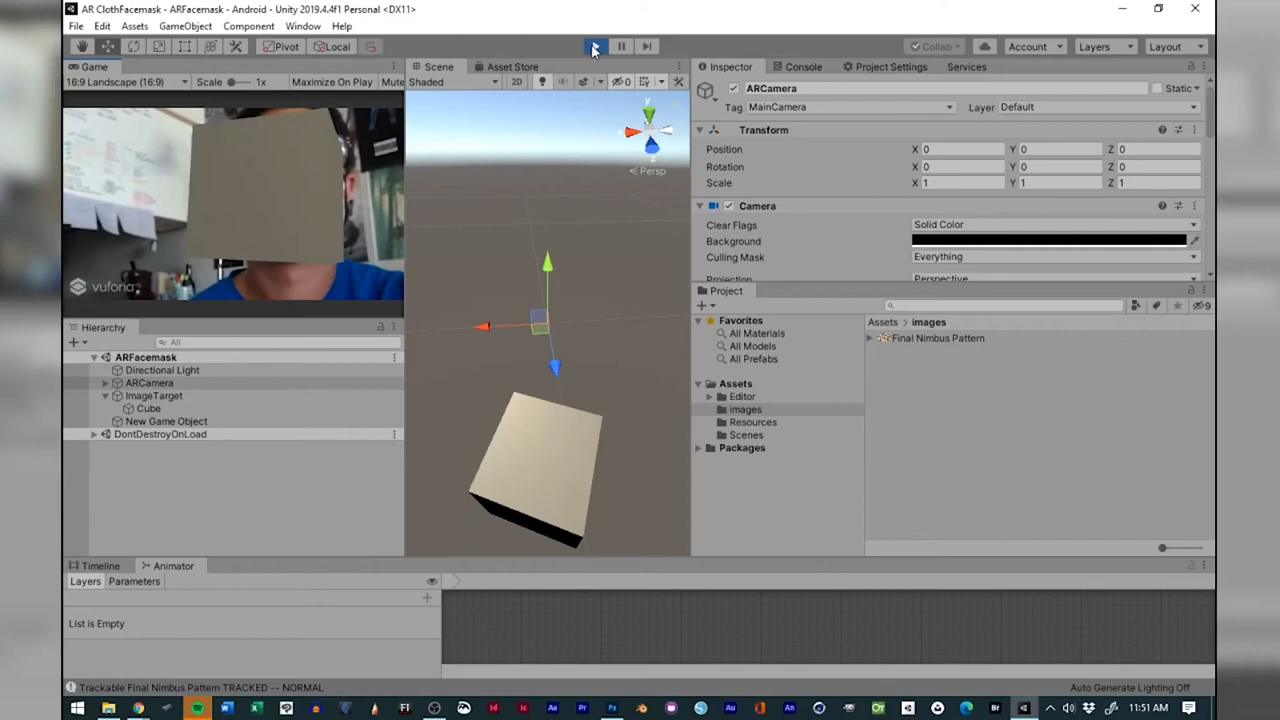 AR ClothFacemask - ARFacemask - Android - Unity 2019.4.4f1 Personal <DX11>
File Edit Assets GameObject Component Window Help
Pivot Local Collab Account Layers Layout
Game Scene Asset Store Inspector Console Project Settings Services
16:9 Landscape (16:9) Scale 1x Maximize On Play Mute
Shaded 2D 0
ARCamera Static
Tag MainCamera Layer Default
Transform
Position X 0 Y 0 Z 0
Rotation X 0 Y 0 Z 0
Scale X 1 Y 1 Z 1
y
z
Persp
Camera
Clear Flags Solid Color
Background
Culling Mask Everything
Projection Perspective
vuforia
Project
9
Favorites
All Materials
All Models
All Prefabs
Assets
Editor
images
Resources
Scenes
Packages
Assets images
Final Nimbus Pattern
Hierarchy
All
ARFacemask
Directional Light
ARCamera
ImageTarget
Cube
New Game Object
DontDestroyOnLoad
Timeline Animator
Layers Parameters
List is Empty
Trackable Final Nimbus Pattern TRACKED -- NORMAL
Auto Generate Lighting Off
11:51 AM